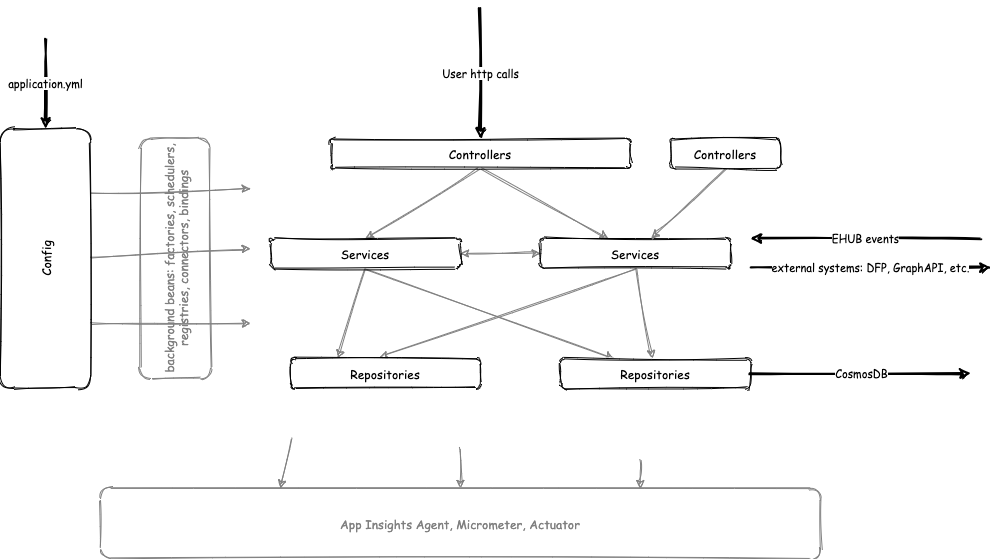 User http calls
application.yml
Controllers
Controllers
background beans: factories, schedulers,
registries, connectors, bindings
Config
Services
Services
EHUB events
external systems: DFP, GraphAPI, etc.
Repositories
Repositories
CosmosDB
App Insights Agent, Micrometer, Actuator